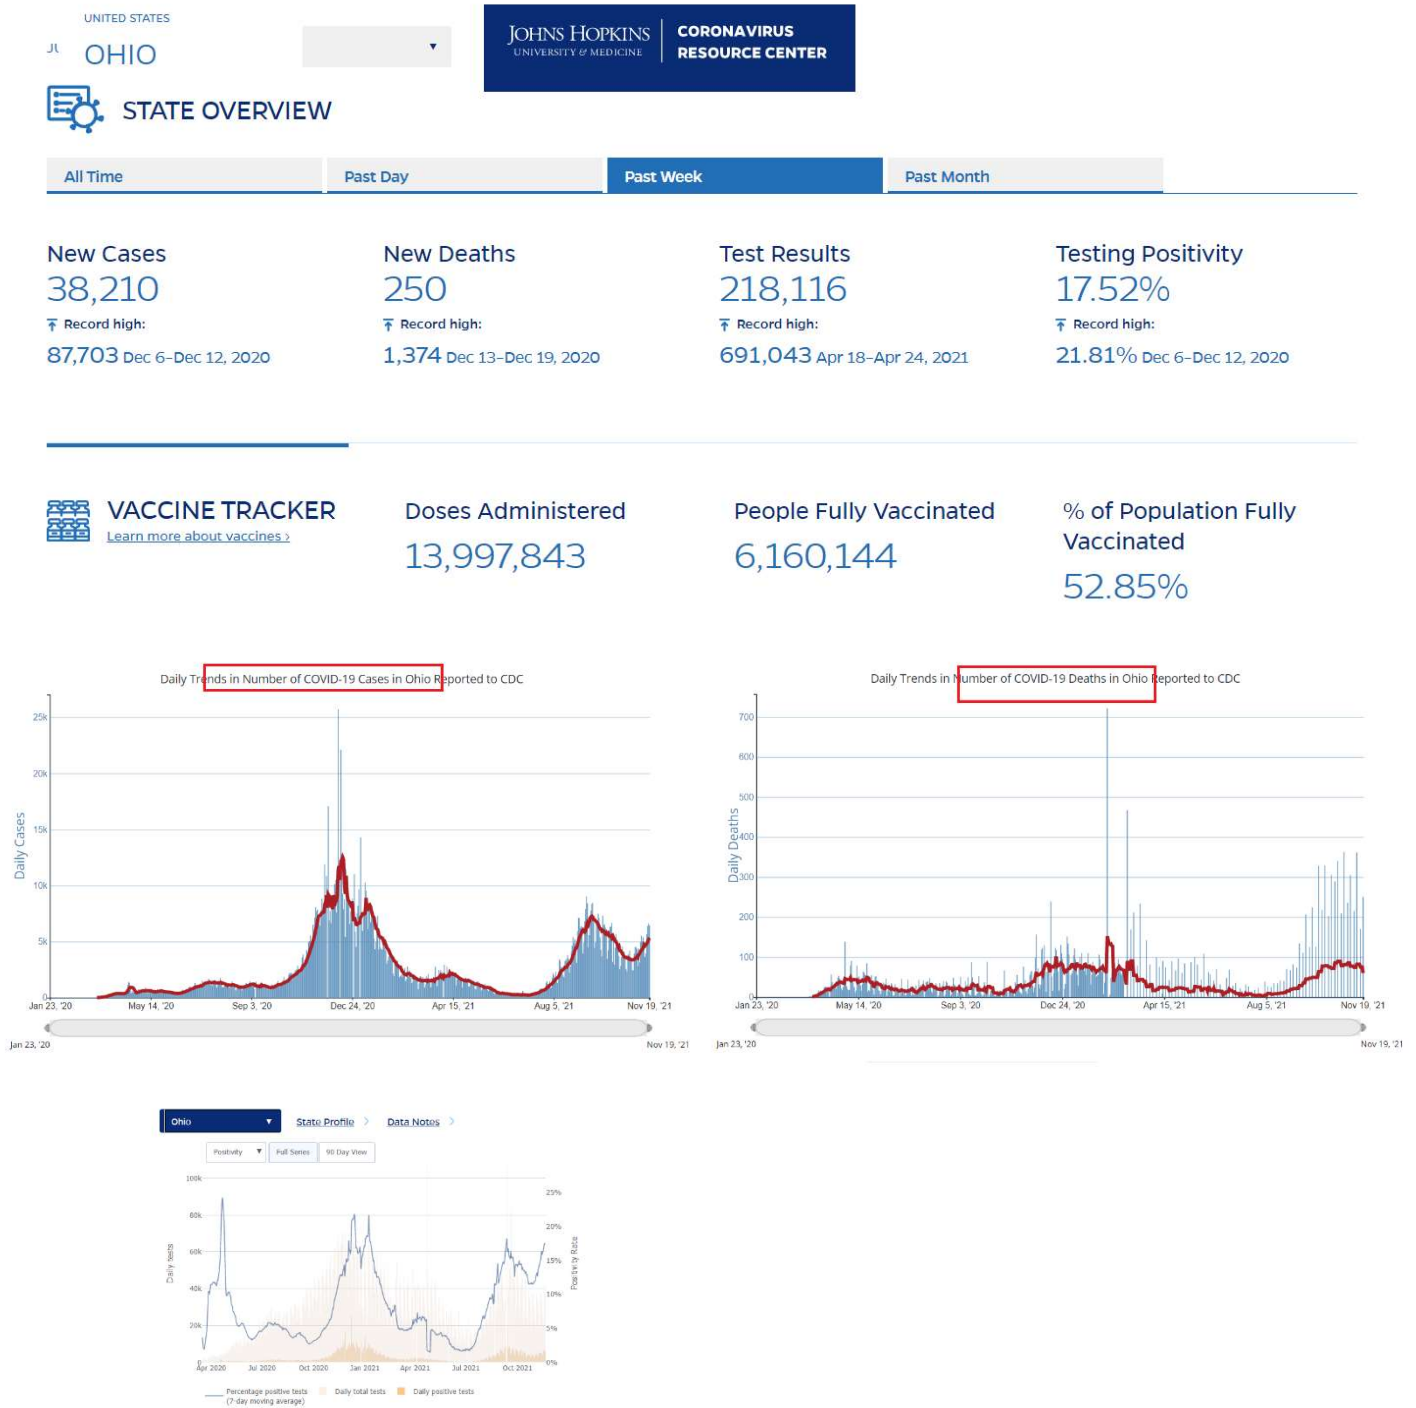 UNITED STATES
OHIO
JOHNS HOPKINS
UNIVERSITY & MEDICINE
CORONAVIRUS
RESOURCE CENTER
STATE OVERVIEW
All Time
Past Day
Past Week
Past Month
New Cases
38,210
Record high:
87,703 Dec 6–Dec 12, 2020
New Deaths
250
Record high:
1,374 Dec 13–Dec 19, 2020
Test Results
218,116
Record high:
691,043 Apr 18–Apr 24, 2021
Testing Positivity
17.52%
Record high:
21.81% Dec 6–Dec 12, 2020
VACCINE TRACKER
Learn more about vaccines ›
Doses Administered
13,997,843
People Fully Vaccinated
6,160,144
% of Population Fully
Vaccinated
52.85%
Daily Trends in Number of COVID-19 Cases in Ohio Reported to CDC
Daily Cases
25k
20k
15k
10k
5k
0
Jan 23, '20
May 14, '20
Sep 3, '20
Dec 24, '20
Apr 15, '21
Aug 5, '21
Nov 19, '21
Jan 23, '20
Nov 19, '21
Daily Trends in Number of COVID-19 Deaths in Ohio Reported to CDC
Daily Deaths
700
600
500
400
300
200
100
0
Jan 23, '20
May 14, '20
Sep 3, '20
Dec 24, '20
Apr 15, '21
Aug 5, '21
Nov 19, '21
Jan 23, '20
Nov 19, '21
Ohio
State Profile
Data Notes
Positivity
Full Series
90 Day View
Daily tests
100k
80k
60k
40k
20k
0
25%
20%
15%
10%
5%
0%
Positivity Rate
Apr 2020
Jul 2020
Oct 2020
Jan 2021
Apr 2021
Jul 2021
Oct 2021
Percentage positive tests
(7-day moving average)
Daily total tests
Daily positive tests